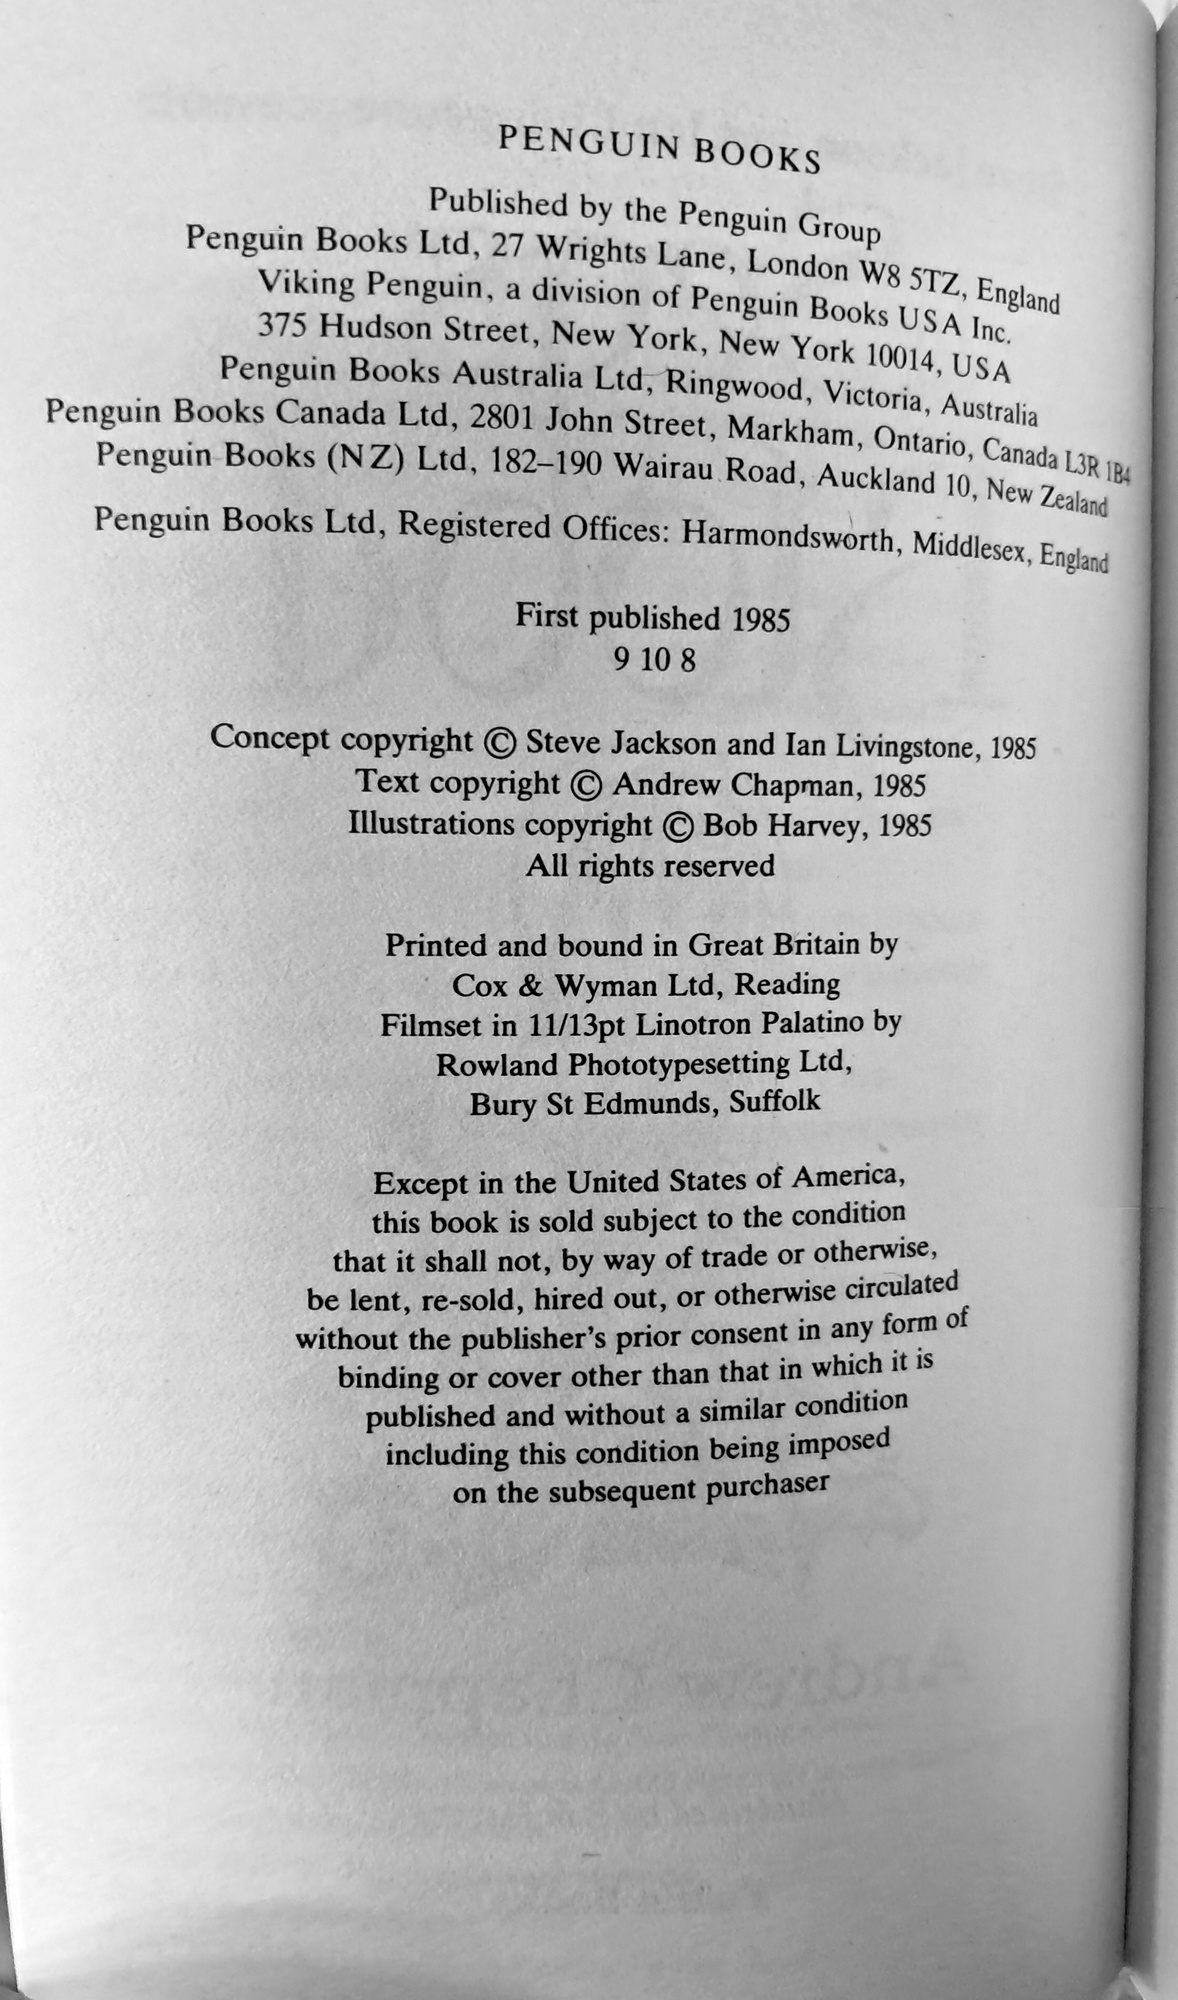 PENGUIN BOOKS
Published by the Penguin Group
Penguin Books Ltd, 27 Wrights Lane, London W8 5TZ, England
Viking Penguin, a division of Penguin Books USA Inc.
375 Hudson Street, New York, New York 10014, USA
Penguin Books Australia Ltd, Ringwood, Victoria, Australia
Penguin Books Canada Ltd, 2801 John Street, Markham, Ontario, Canada L3R 1B4
Penguin Books (NZ) Ltd, 182–190 Wairau Road, Auckland 10, New Zealand
Penguin Books Ltd, Registered Offices: Harmondsworth, Middlesex, England
First published 1985
9 10 8
Concept copyright © Steve Jackson and Ian Livingstone, 1985
Text copyright © Andrew Chapman, 1985
Illustrations copyright © Bob Harvey, 1985
All rights reserved
Printed and bound in Great Britain by
Cox & Wyman Ltd, Reading
Filmset in 11/13pt Linotron Palatino by
Rowland Phototypesetting Ltd,
Bury St Edmunds, Suffolk
Except in the United States of America,
this book is sold subject to the condition
that it shall not, by way of trade or otherwise,
be lent, re-sold, hired out, or otherwise circulated
without the publisher's prior consent in any form of
binding or cover other than that in which it is
published and without a similar condition
including this condition being imposed
on the subsequent purchaser